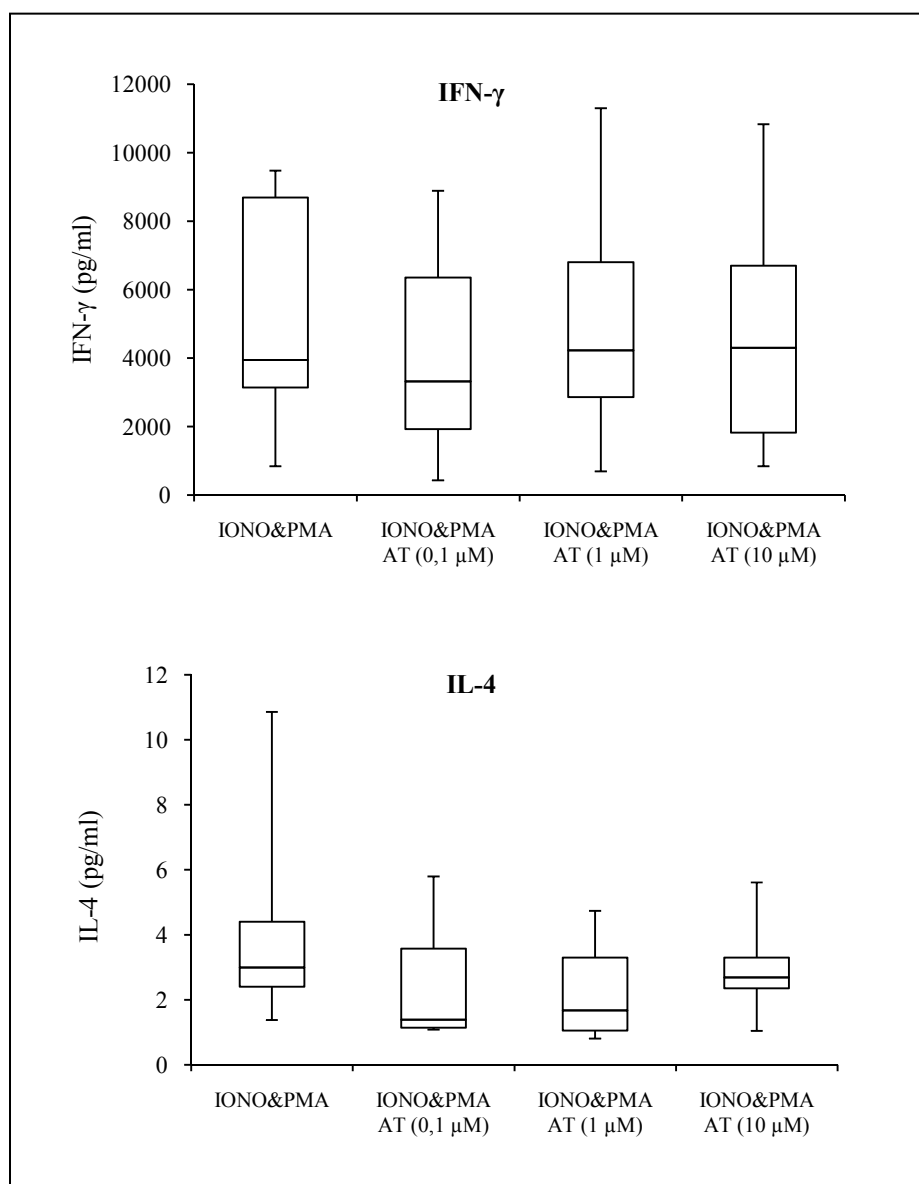 IFN-γ
12000
10000
8000
6000
4000
2000
0
IFN-γ (pg/ml)
IONO&PMA IONO&PMA IONO&PMA IONO&PMA
AT (0,1 μM) AT (1 μM) AT (10 μM)
IL-4
12
10
8
6
4
2
0
IL-4 (pg/ml)
IONO&PMA IONO&PMA IONO&PMA IONO&PMA
AT (0,1 μM) AT (1 μM) AT (10 μM)